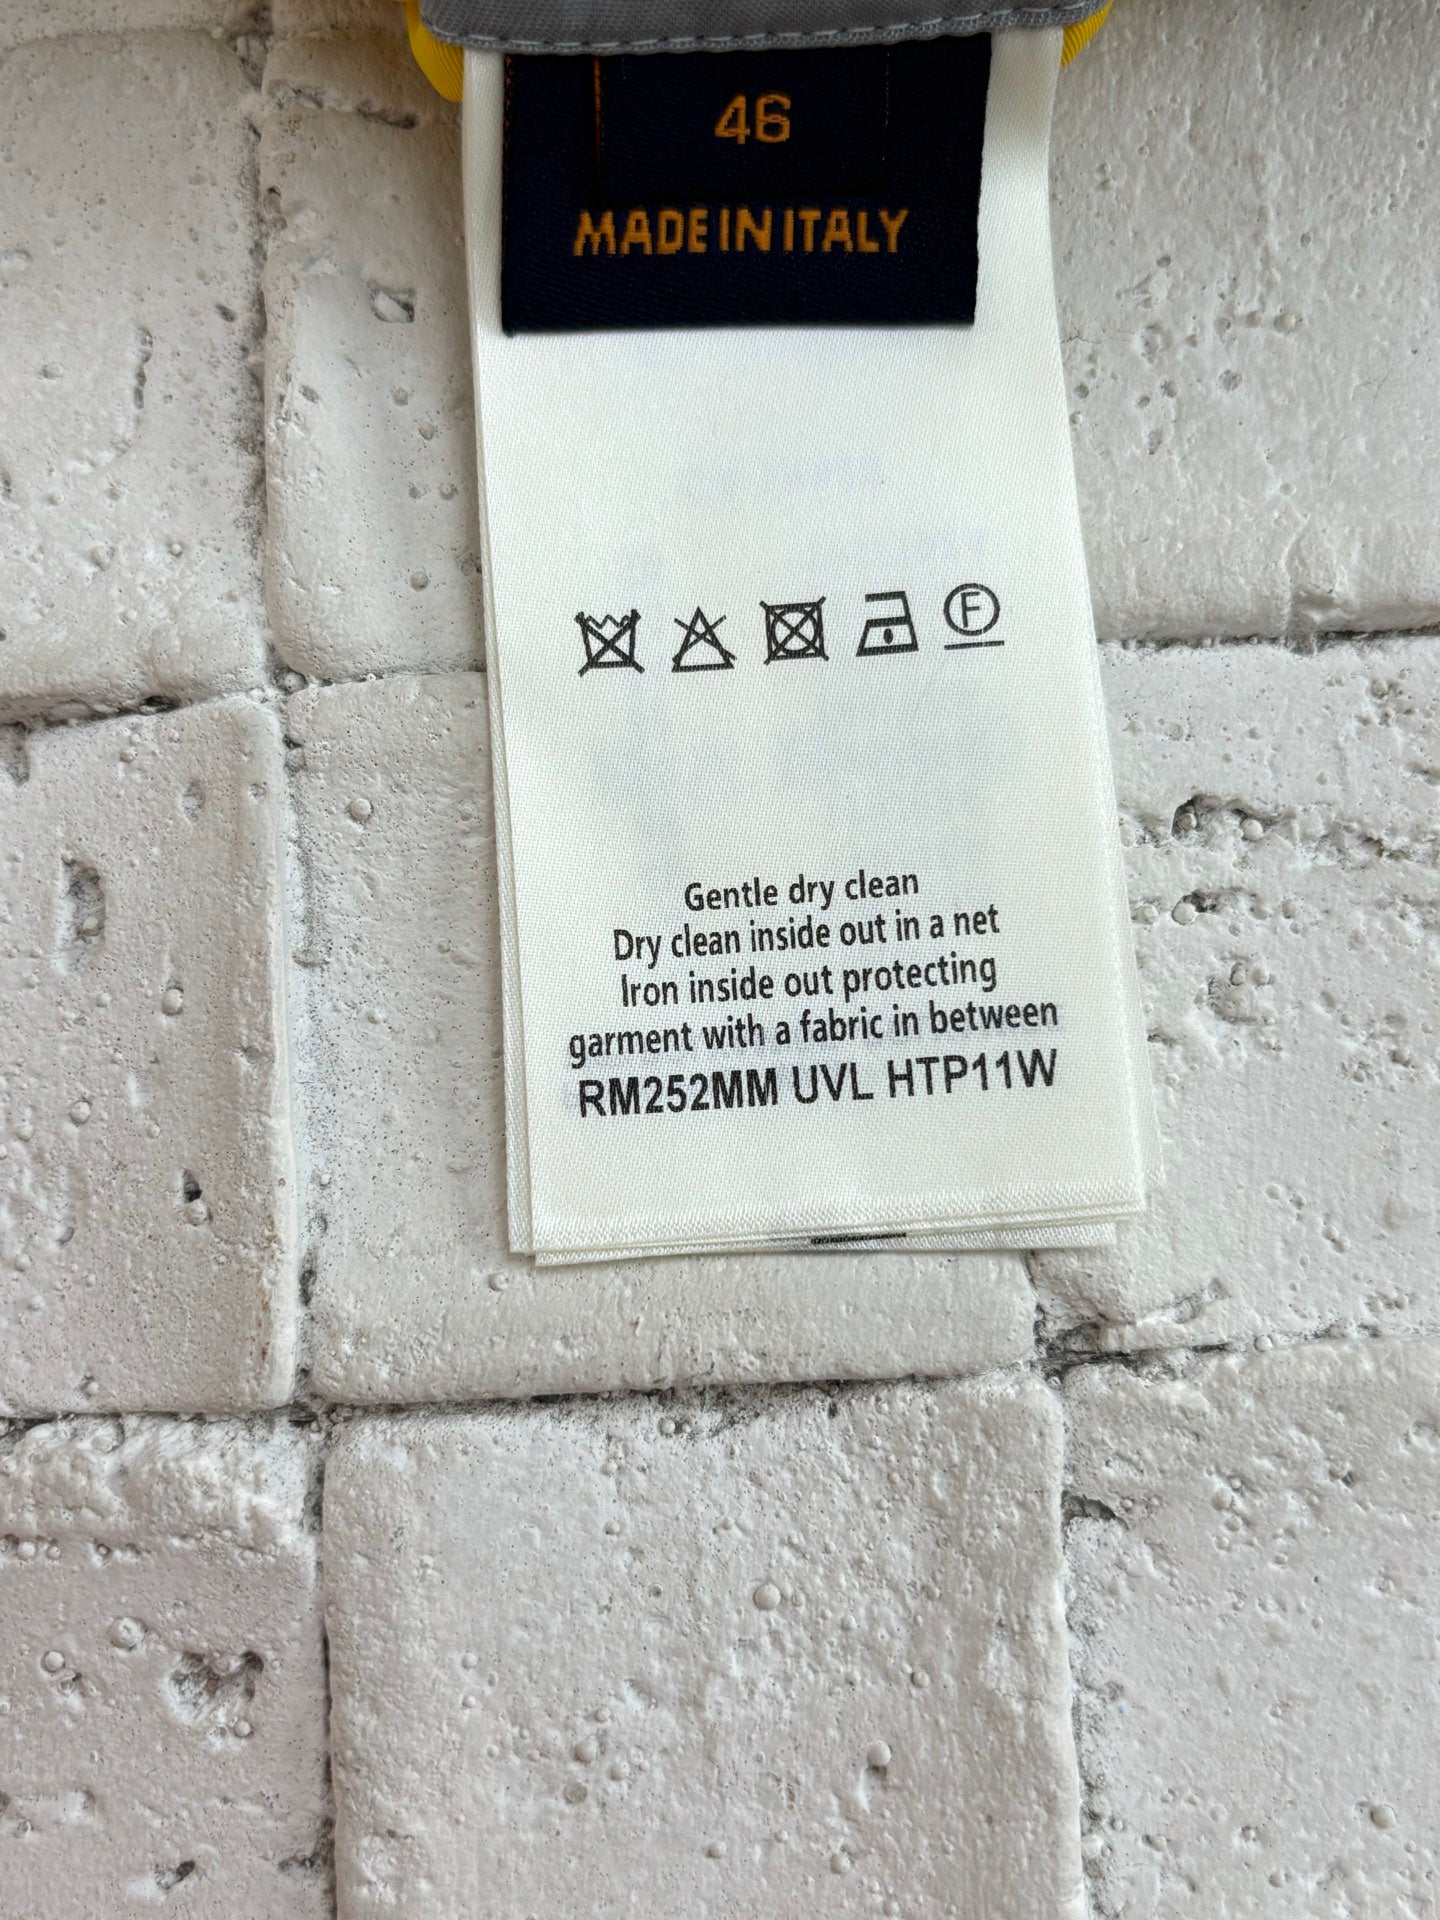 46
MADE IN ITALY
F
Gentle dry clean
Dry clean inside out in a net
Iron inside out protecting
garment with a fabric in between
RM252MM UVL HTP11W